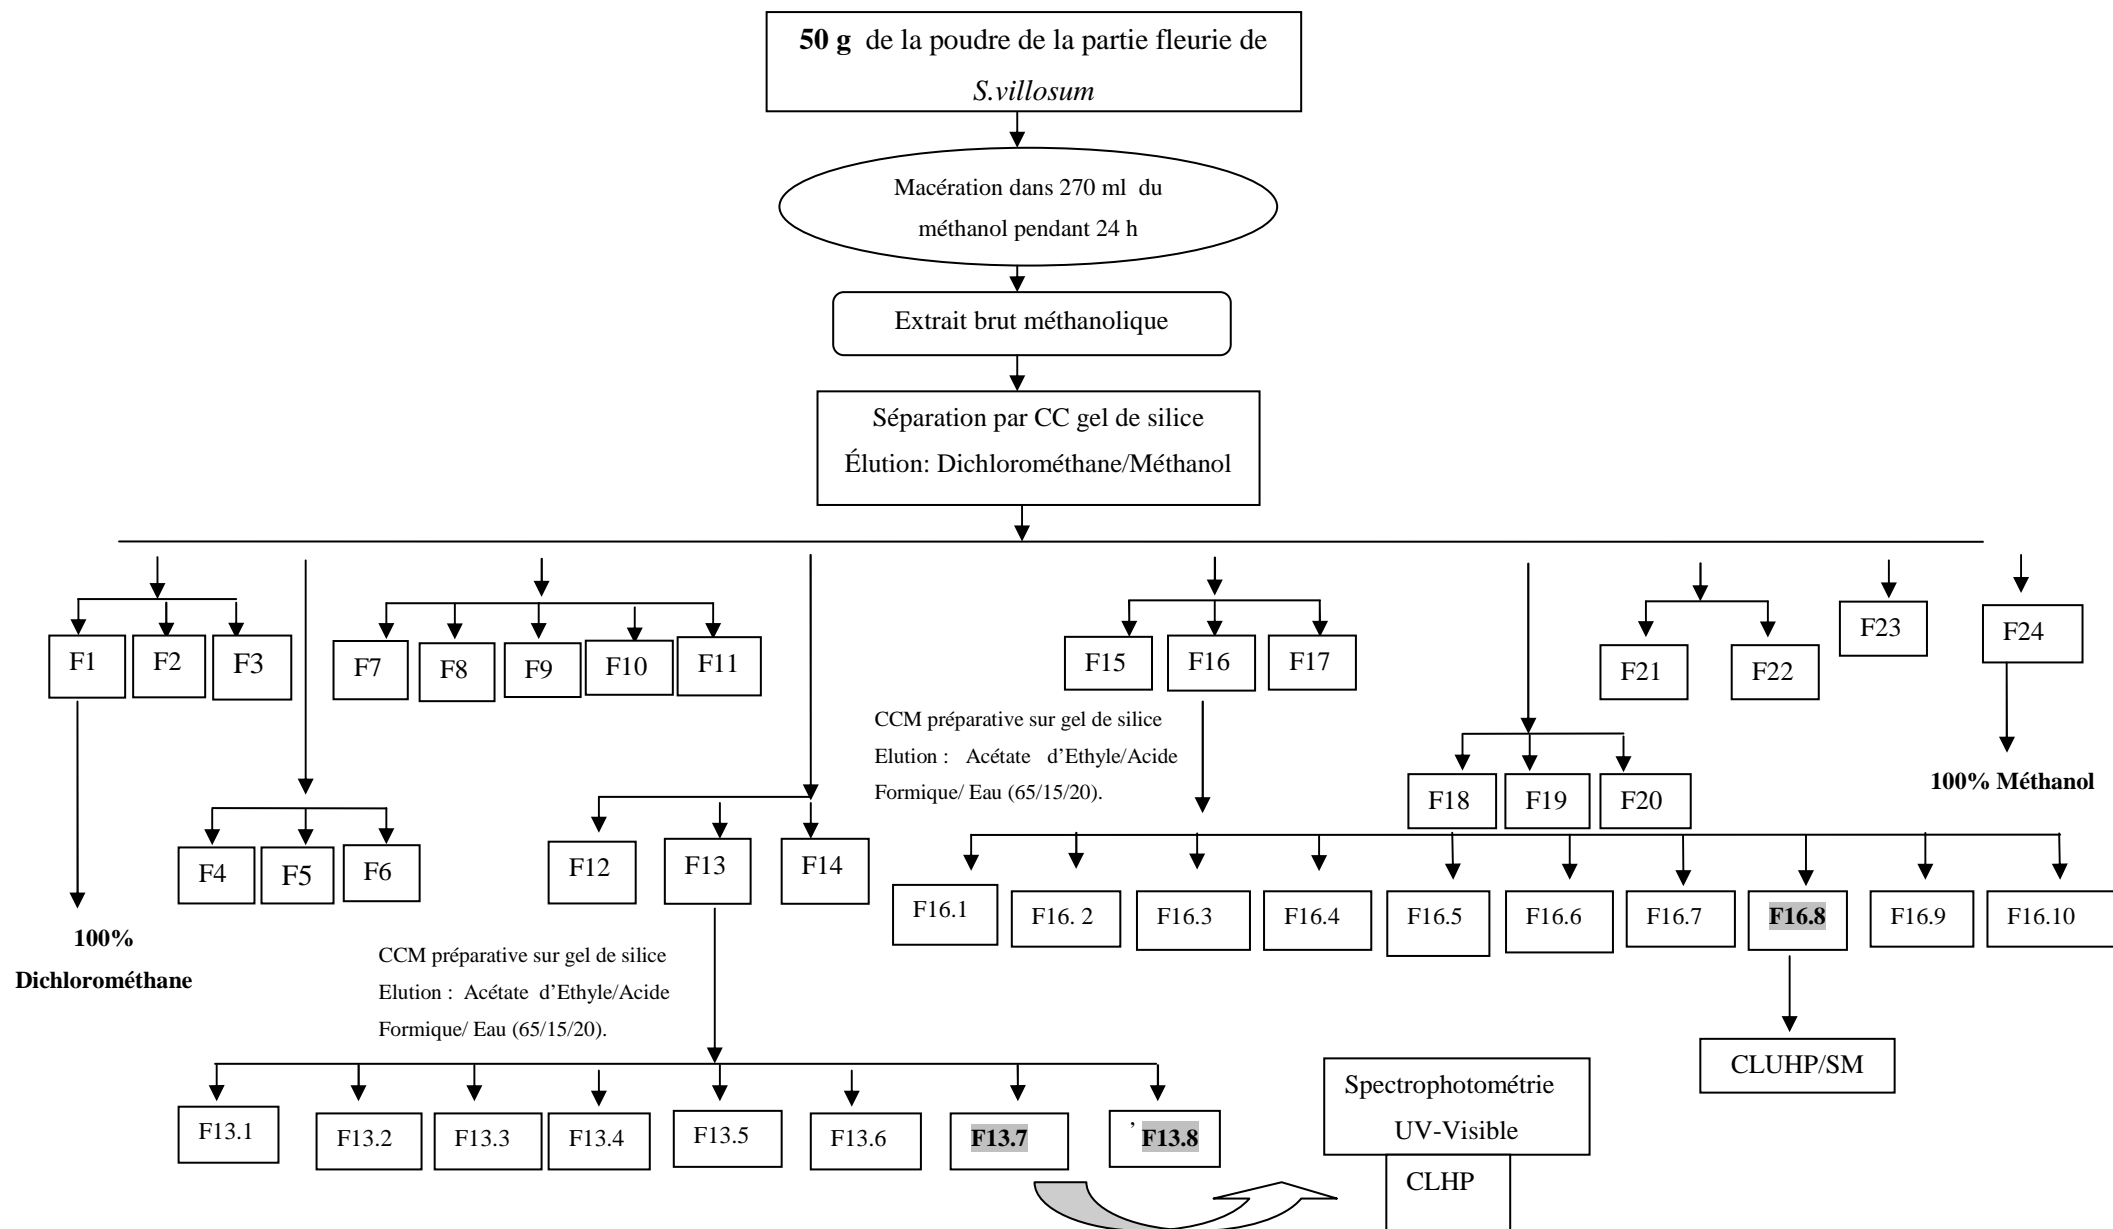 50 g de la poudre de la partie fleurie de
S.villosum
Macération dans 270 ml du
méthanol pendant 24 h
Extrait brut méthanolique
Séparation par CC gel de silice
Élution: Dichlorométhane/Méthanol
F1
F2
F3
F7
F8
F9
F10
F11
F15
F16
F17
F21
F22
F23
F24
CCM préparative sur gel de silice
Elution : Acétate d'Ethyle/Acide
Formique/ Eau (65/15/20).
F18
F19
F20
100% Méthanol
F4
F5
F6
F12
F13
F14
F16.1
F16. 2
F16.3
F16.4
F16.5
F16.6
F16.7
F16.8
F16.9
F16.10
100%
Dichlorométhane
CCM préparative sur gel de silice
Elution : Acétate d'Ethyle/Acide
Formique/ Eau (65/15/20).
CLUHP/SM
F13.1
F13.2
F13.3
F13.4
F13.5
F13.6
F13.7
’ F13.8
Spectrophotométrie
UV-Visible
CLHP